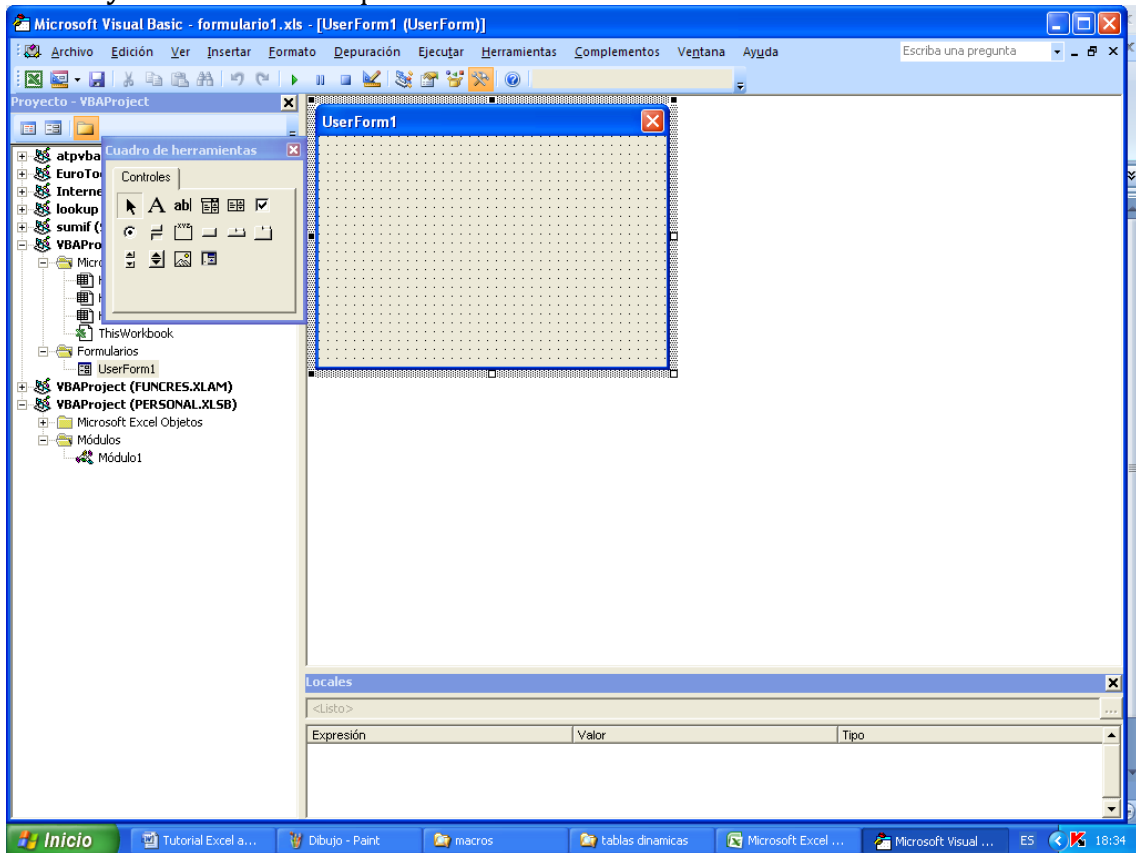 Microsoft Visual Basic - formulario1.xls - [UserForm1 (UserForm)]
Archivo Edición Ver Insertar Formato Depuración Ejecutar Herramientas Complementos Ventana Ayuda Escriba una pregunta
Proyecto - VBAProject
UserForm1
Cuadro de herramientas
Controles
A abl
XYZ
atpvba
EuroToo
Interne
lookup
sumif (
VBAPro
Micro
ThisWorkbook
Formularios
UserForm1
VBAProject (FUNCRES.XLAM)
VBAProject (PERSONAL.XLSB)
Microsoft Excel Objetos
Módulos
Módulo1
Locales
<Listo>
...
Expresión Valor Tipo
Inicio Tutorial Excel a... Dibujo - Paint macros tablas dinamicas Microsoft Excel ... Microsoft Visual ... ES 18:34